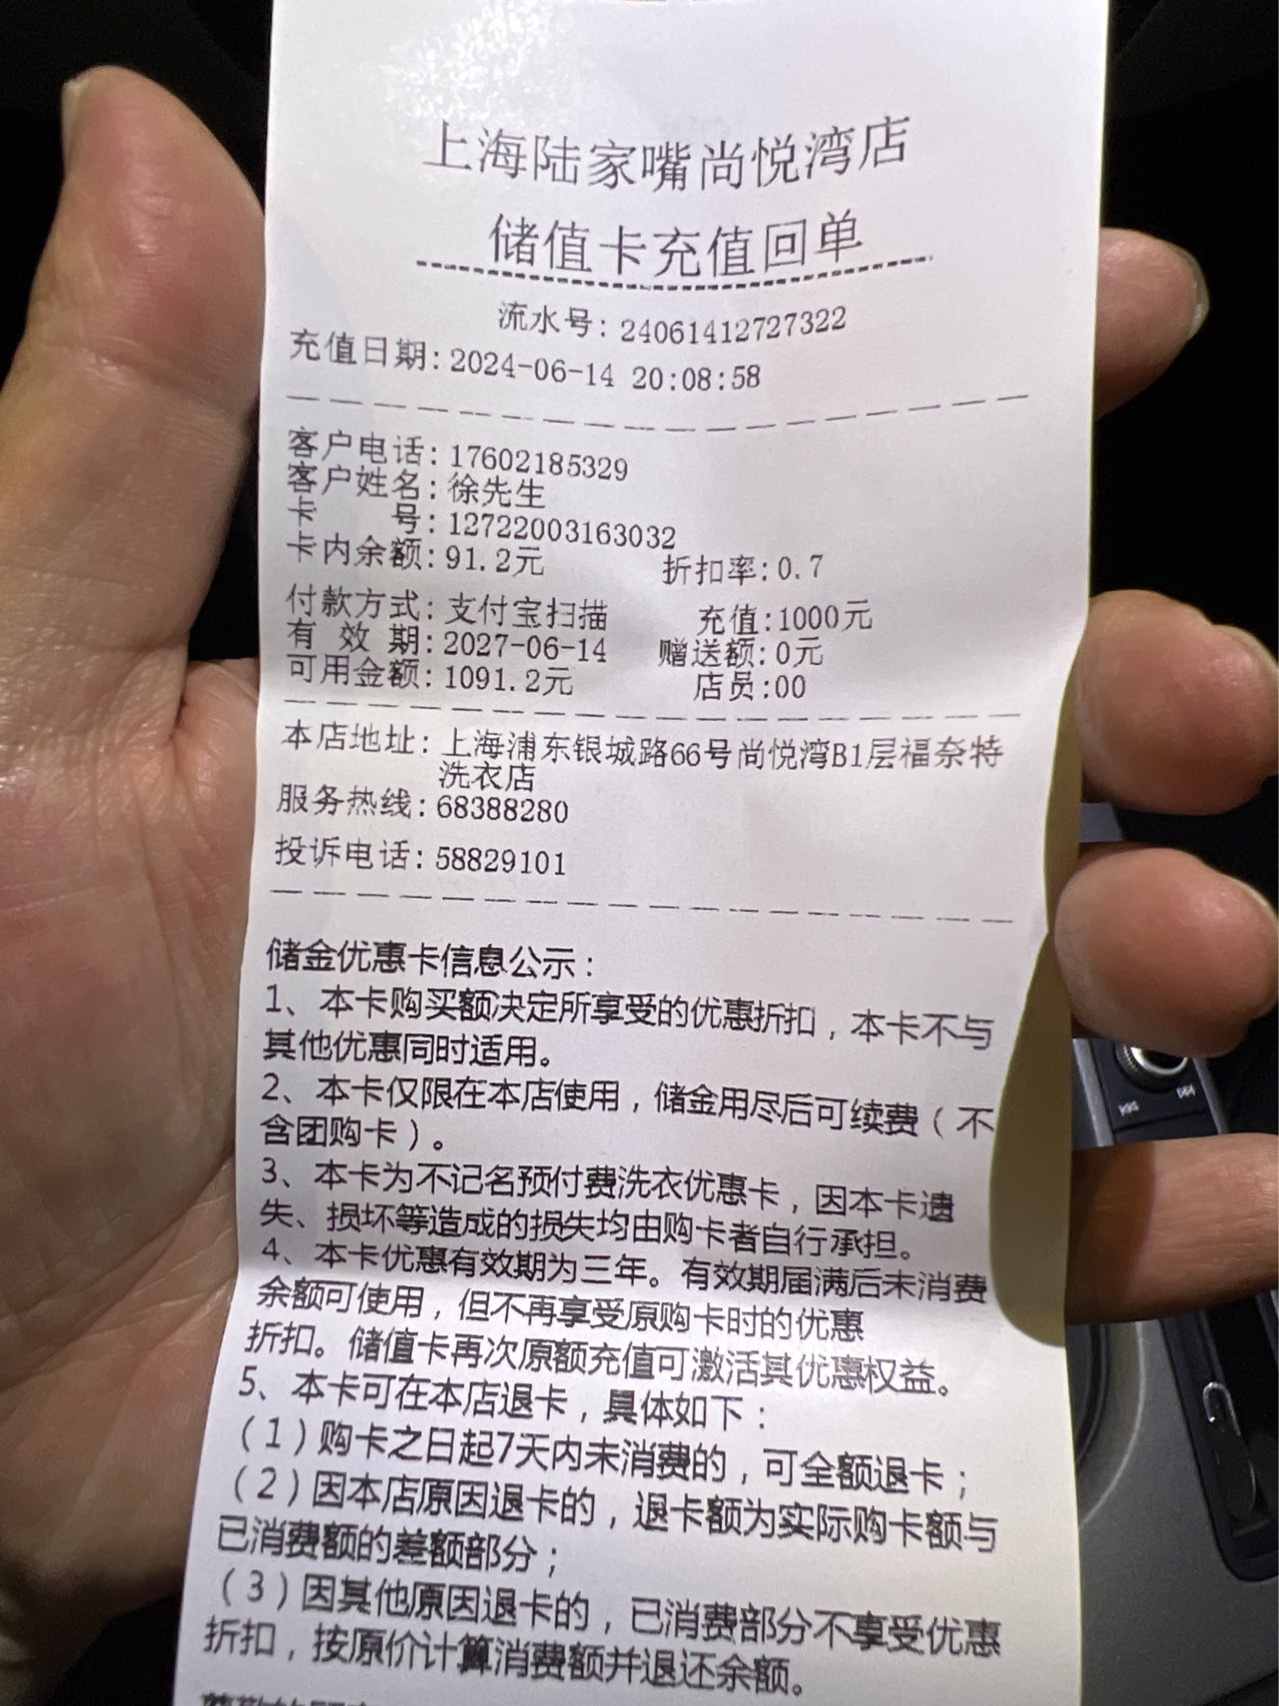 上海陆家嘴尚悦湾店
储值卡充值回单
流水号：24061412727322
充值日期：2024-06-14 20:08:58
客户电话：17602185329
客户姓名：徐先生
卡 号：12722003163032
卡内余额：91.2元 折扣率：0.7
付款方式：支付宝扫描 充值：1000元
有 效 期：2027-06-14 赠送额：0元
可用金额：1091.2元 店员：00
本店地址：上海浦东银城路66号尚悦湾B1层福奈特
洗衣店
服务热线：68388280
投诉电话：58829101
储金优惠卡信息公示：
1、本卡购买额决定所享受的优惠折扣，本卡不与
其他优惠同时适用。
2、本卡仅限在本店使用，储金用尽后可续费（不
含团购卡）。
3、本卡为不记名预付费洗衣优惠卡，因本卡遗
失、损坏等造成的损失均由购卡者自行承担。
4、本卡优惠有效期为三年。有效期届满后未消费
余额可使用，但不再享受原购卡时的优惠
折扣。储值卡再次原额充值可激活其优惠权益。
5、本卡可在本店退卡，具体如下：
（1）购卡之日起7天内未消费的，可全额退卡；
（2）因本店原因退卡的，退卡额为实际购卡额与
已消费额的差额部分；
（3）因其他原因退卡的，已消费部分不享受优惠
折扣，按原价计算消费额并退还余额。